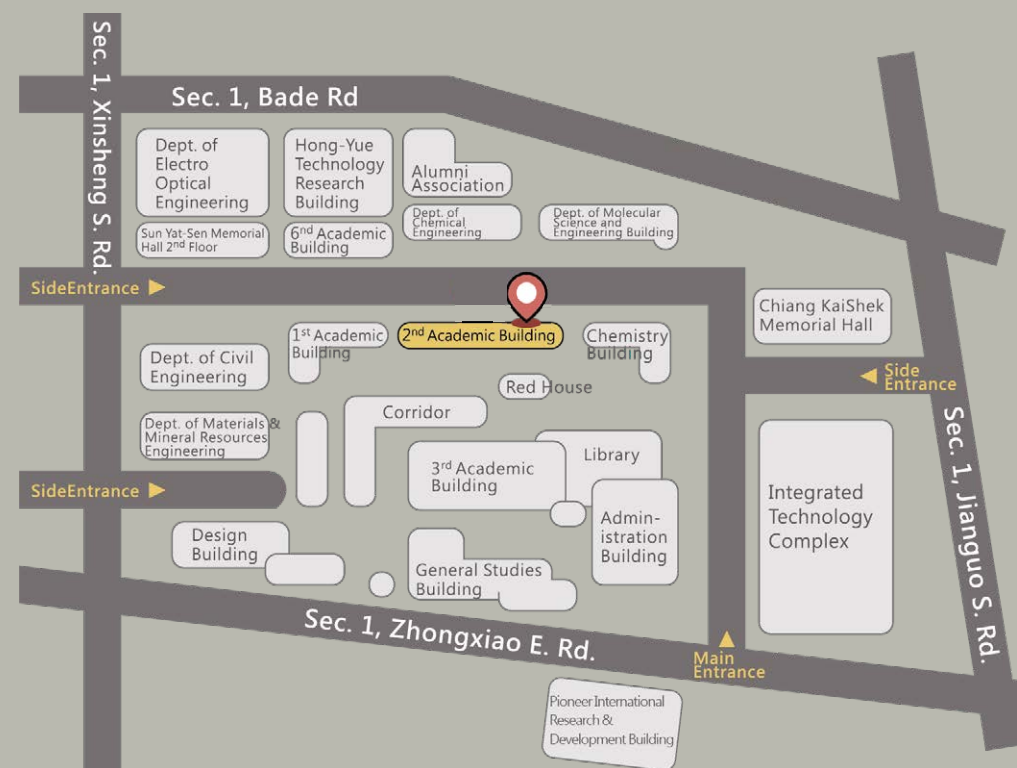 Sec. 1, Xinsheng S. Rd.
Sec. 1, Bade Rd
Dept. of
Electro
Optical
Engineering
Hong-Yue
Technology
Research
Building
Alumni
Association
Sun Yat-Sen Memorial
Hall 2nd Floor
6nd Academic
Building
Dept. of
Chemical
Engineering
Dept. of Molecular
Science and
Engineering Building
SideEntrance
Chiang KaiShek
Memorial Hall
1st Academic
Building
2nd Academic Building
Chemistry
Building
Dept. of Civil
Engineering
Red House
Side
Entrance
Corridor
Dept. of Materials &
Mineral Resources
Engineering
Library
3rd Academic
Building
SideEntrance
Integrated
Technology
Complex
Admin-
istration
Building
Design
Building
General Studies
Building
Sec. 1, Jianguo S. Rd.
Sec. 1, Zhongxiao E. Rd.
Main
Entrance
Pioneer International
Research &
Development Building